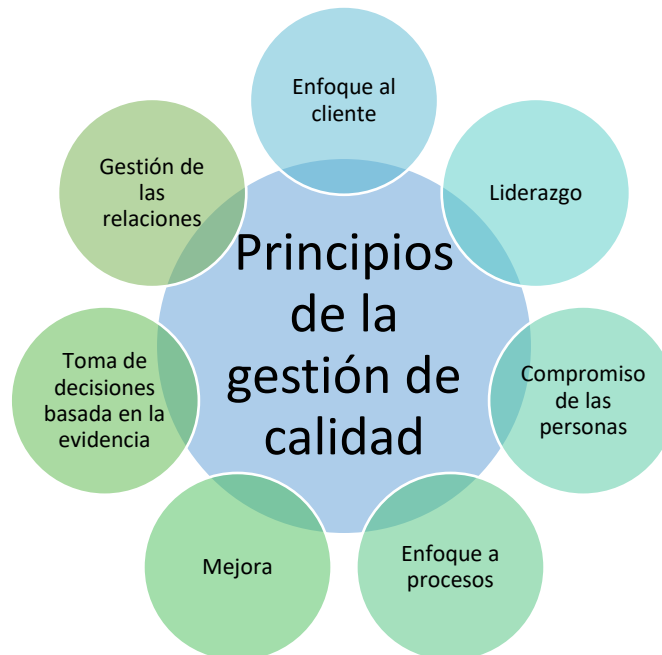 Enfoque al
cliente
Liderazgo
Compromiso
de las
personas
Enfoque a
procesos
Mejora
Toma de
decisiones
basada en la
evidencia
Gestión de
las
relaciones
Principios
de la
gestión de
calidad